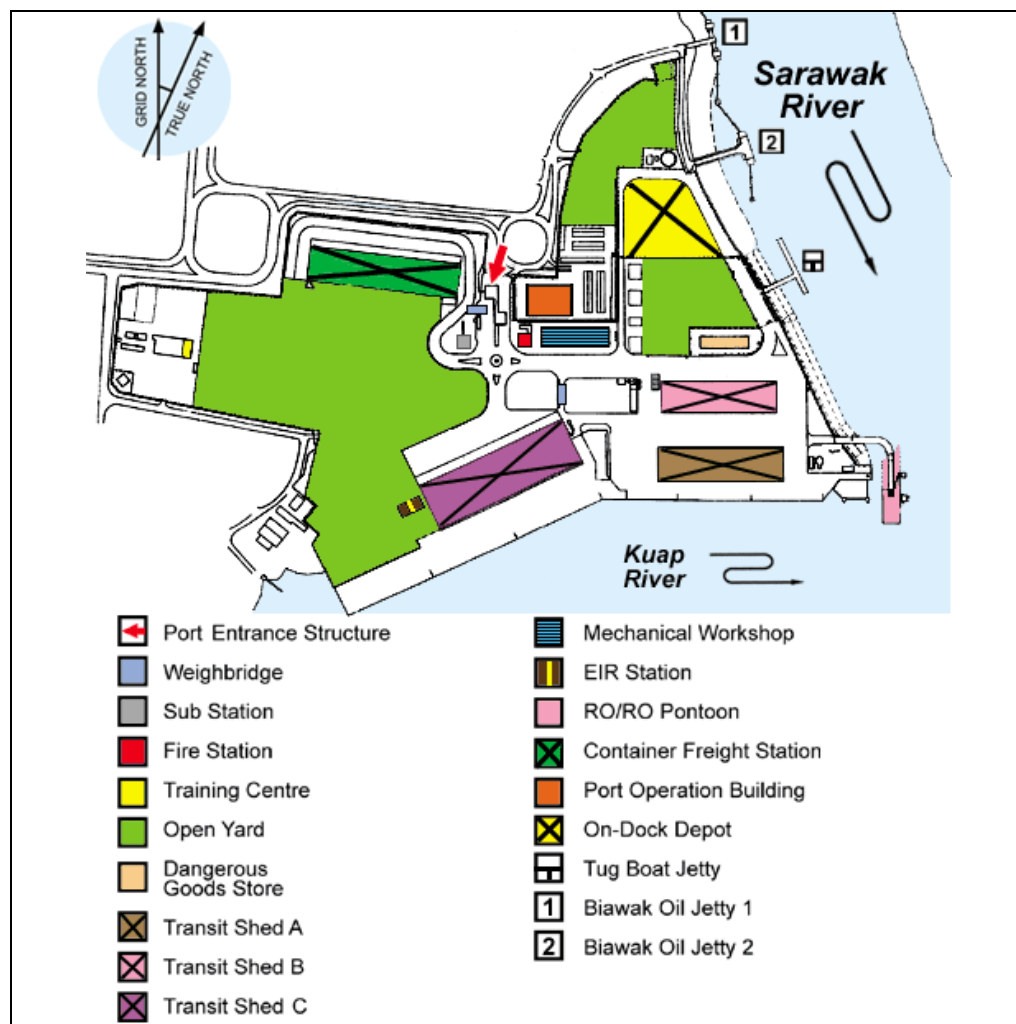 GRID NORTH
TRUE NORTH
1
Sarawak
River
2
Kuap
River
Port Entrance Structure
Weighbridge
Sub Station
Fire Station
Training Centre
Open Yard
Dangerous
Goods Store
Transit Shed A
Transit Shed B
Transit Shed C
Mechanical Workshop
EIR Station
RO/RO Pontoon
Container Freight Station
Port Operation Building
On-Dock Depot
Tug Boat Jetty
1 Biawak Oil Jetty 1
2 Biawak Oil Jetty 2